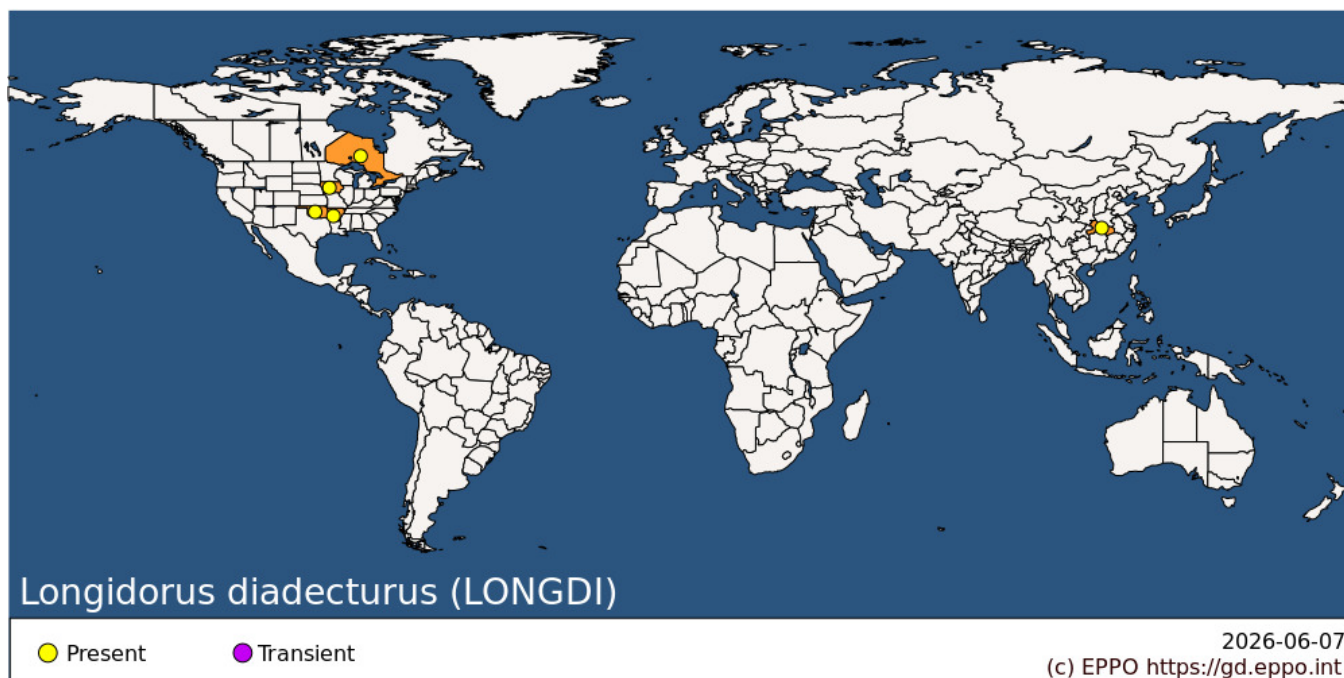 Longidorus diadecturus (LONGDI)
Present
Transient
2026-06-07
(c) EPPO https://gd.eppo.int